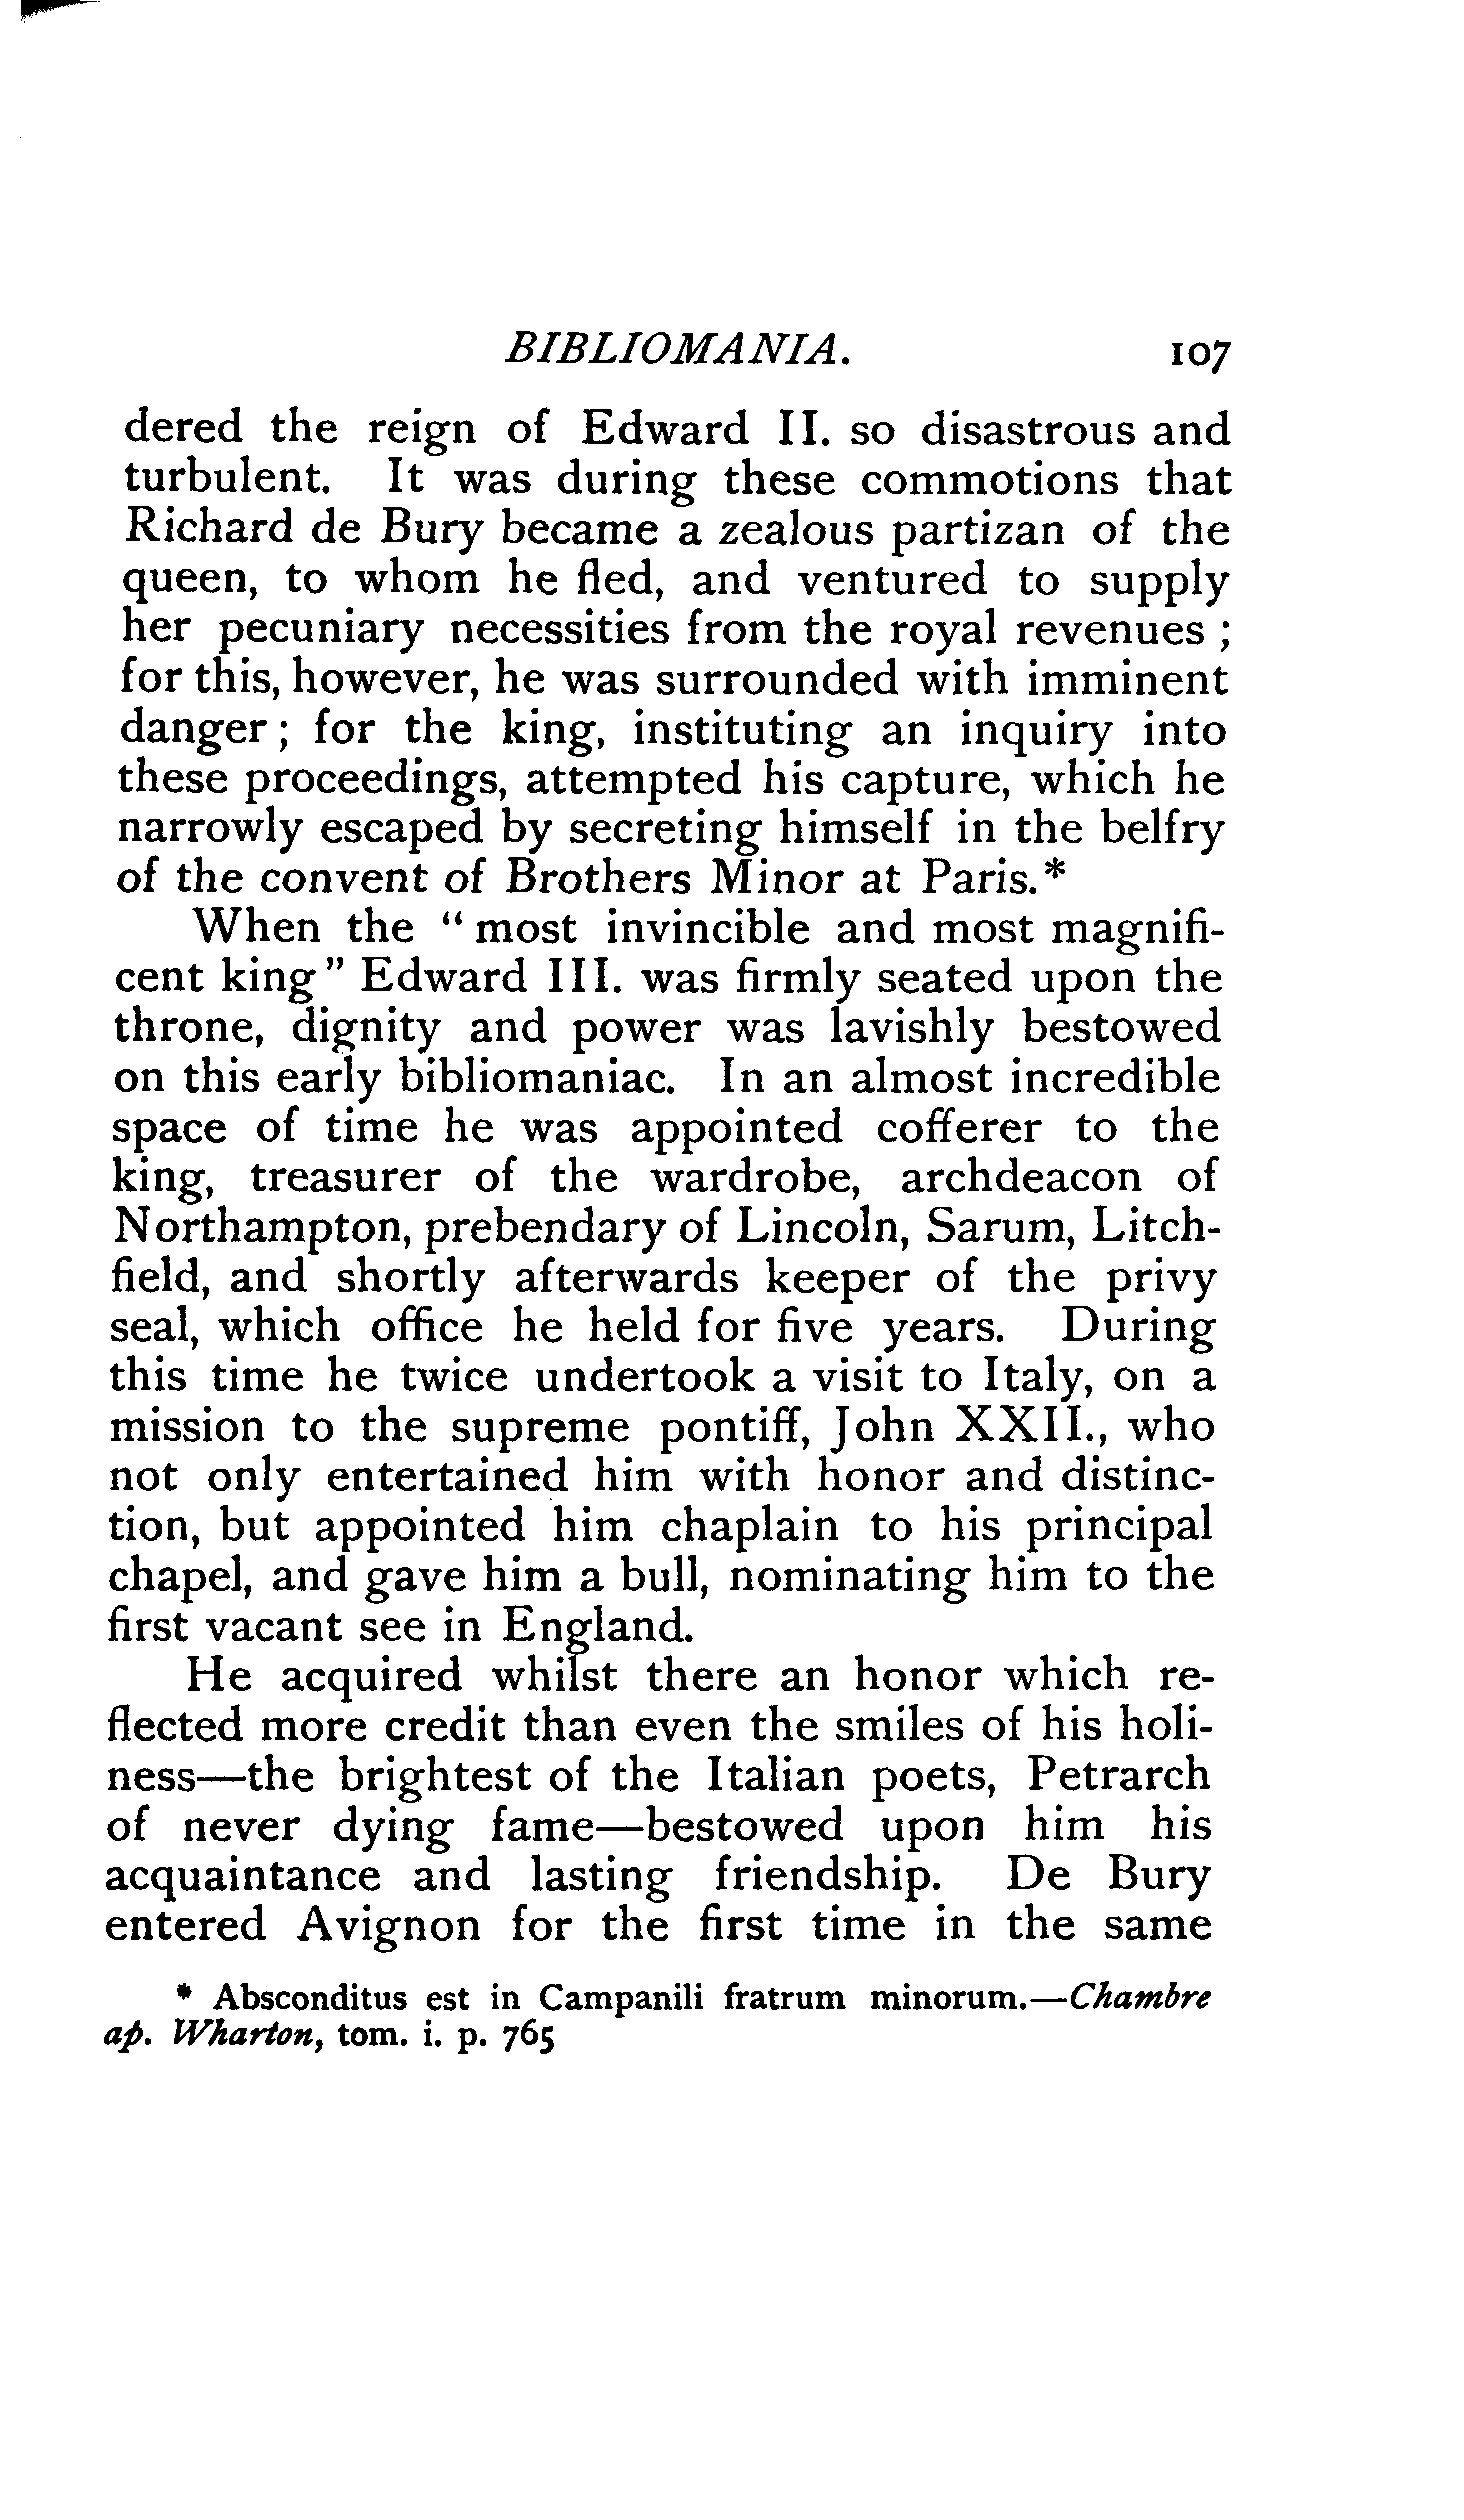 BIBLIOMANIA. 107
dered the reign of Edward II. so disastrous and
turbulent. It was during these commotions that
Richard de Bury became a zealous partizan of the
queen, to whom he fled, and ventured to supply
her pecuniary necessities from the royal revenues ;
for this, however, he was surrounded with imminent
danger ; for the king, instituting an inquiry into
these proceedings, attempted his capture, which he
narrowly escaped by secreting himself in the belfry
of the convent of Brothers Minor at Paris.*
When the “ most invincible and most magnifi-
cent king ” Edward III. was firmly seated upon the
throne, dignity and power was lavishly bestowed
on this early bibliomaniac. In an almost incredible
space of time he was appointed cofferer to the
king, treasurer of the wardrobe, archdeacon of
Northampton, prebendary of Lincoln, Sarum, Litch-
field, and shortly afterwards keeper of the privy
seal, which office he held for five years. During
this time he twice undertook a visit to Italy, on a
mission to the supreme pontiff, John XXII., who
not only entertained him with honor and distinc-
tion, but appointed him chaplain to his principal
chapel, and gave him a bull, nominating him to the
first vacant see in England.
He acquired whilst there an honor which re-
flected more credit than even the smiles of his holi-
ness—the brightest of the Italian poets, Petrarch
of never dying fame—bestowed upon him his
acquaintance and lasting friendship. De Bury
entered Avignon for the first time in the same
* Absconditus est in Campanili fratrum minorum.—Chambre
ap. Wharton, tom. i. p. 765